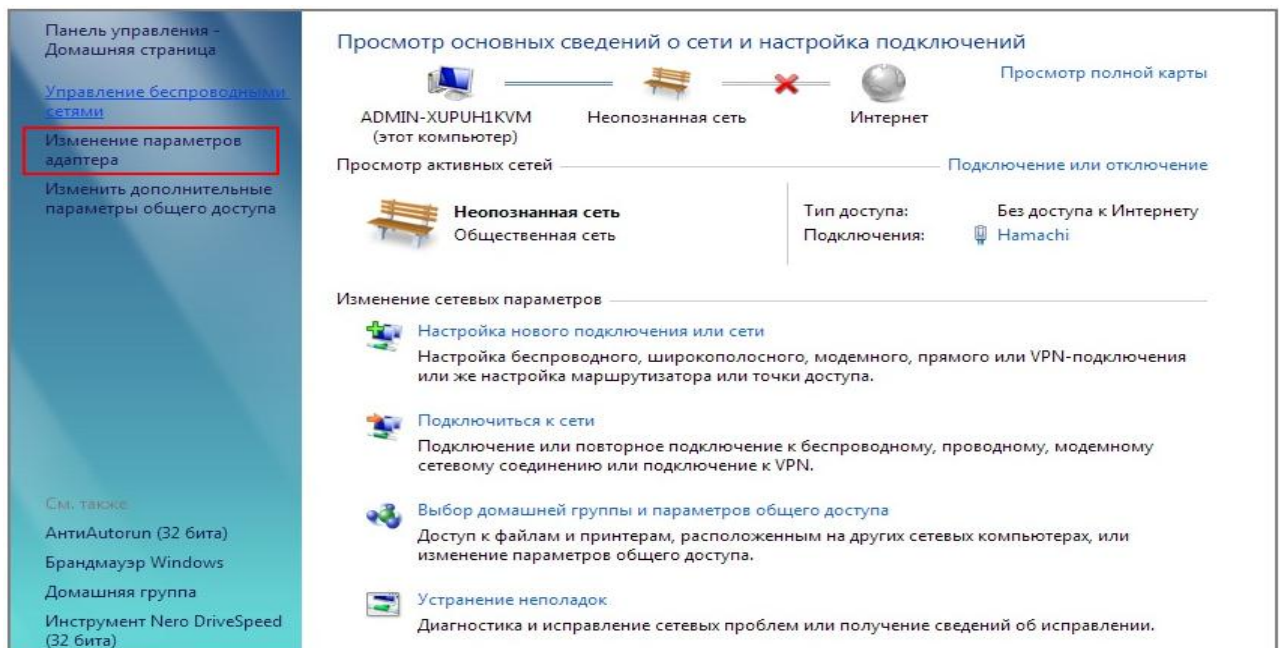 Панель управления -
Домашняя страница
Управление беспроводными
сетями
Изменение параметров
адаптера
Изменить дополнительные
параметры общего доступа
См. также
АнтиAutorun (32 бита)
Брандмауэр Windows
Домашняя группа
Инструмент Nero DriveSpeed
(32 бита)
Просмотр основных сведений о сети и настройка подключений
Просмотр полной карты
ADMIN-XUPUH1KVM
(этот компьютер)
Неопознанная сеть
Интернет
Просмотр активных сетей
Подключение или отключение
Неопознанная сеть
Общественная сеть
Тип доступа: Без доступа к Интернету
Подключения: Hamachi
Изменение сетевых параметров
Настройка нового подключения или сети
Настройка беспроводного, широкополосного, модемного, прямого или VPN-подключения
или же настройка маршрутизатора или точки доступа.
Подключиться к сети
Подключение или повторное подключение к беспроводному, проводному, модемному
сетевому соединению или подключение к VPN.
Выбор домашней группы и параметров общего доступа
Доступ к файлам и принтерам, расположенным на других сетевых компьютерах, или
изменение параметров общего доступа.
Устранение неполадок
Диагностика и исправление сетевых проблем или получение сведений об исправлении.